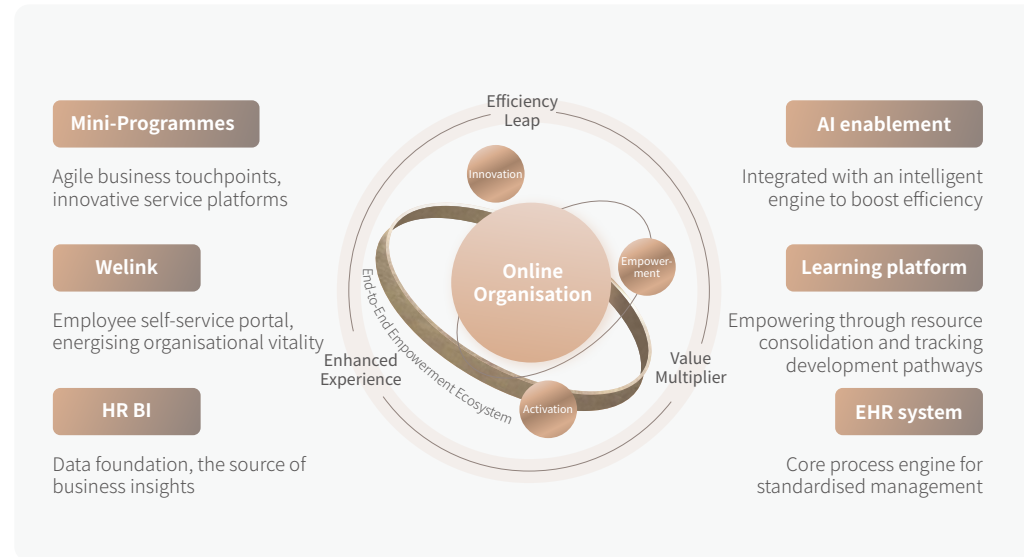 Mini-Programmes
Agile business touchpoints,
innovative service platforms
Welink
Employee self-service portal,
energising organisational vitality
HR BI
Data foundation, the source of
business insights
Efficiency
Leap
Innovation
Empower-
ment
Online
Organisation
End-to-End Empowerment Ecosystem
Enhanced
Experience
Value
Multiplier
Activation
AI enablement
Integrated with an intelligent
engine to boost efficiency
Learning platform
Empowering through resource
consolidation and tracking
development pathways
EHR system
Core process engine for
standardised management